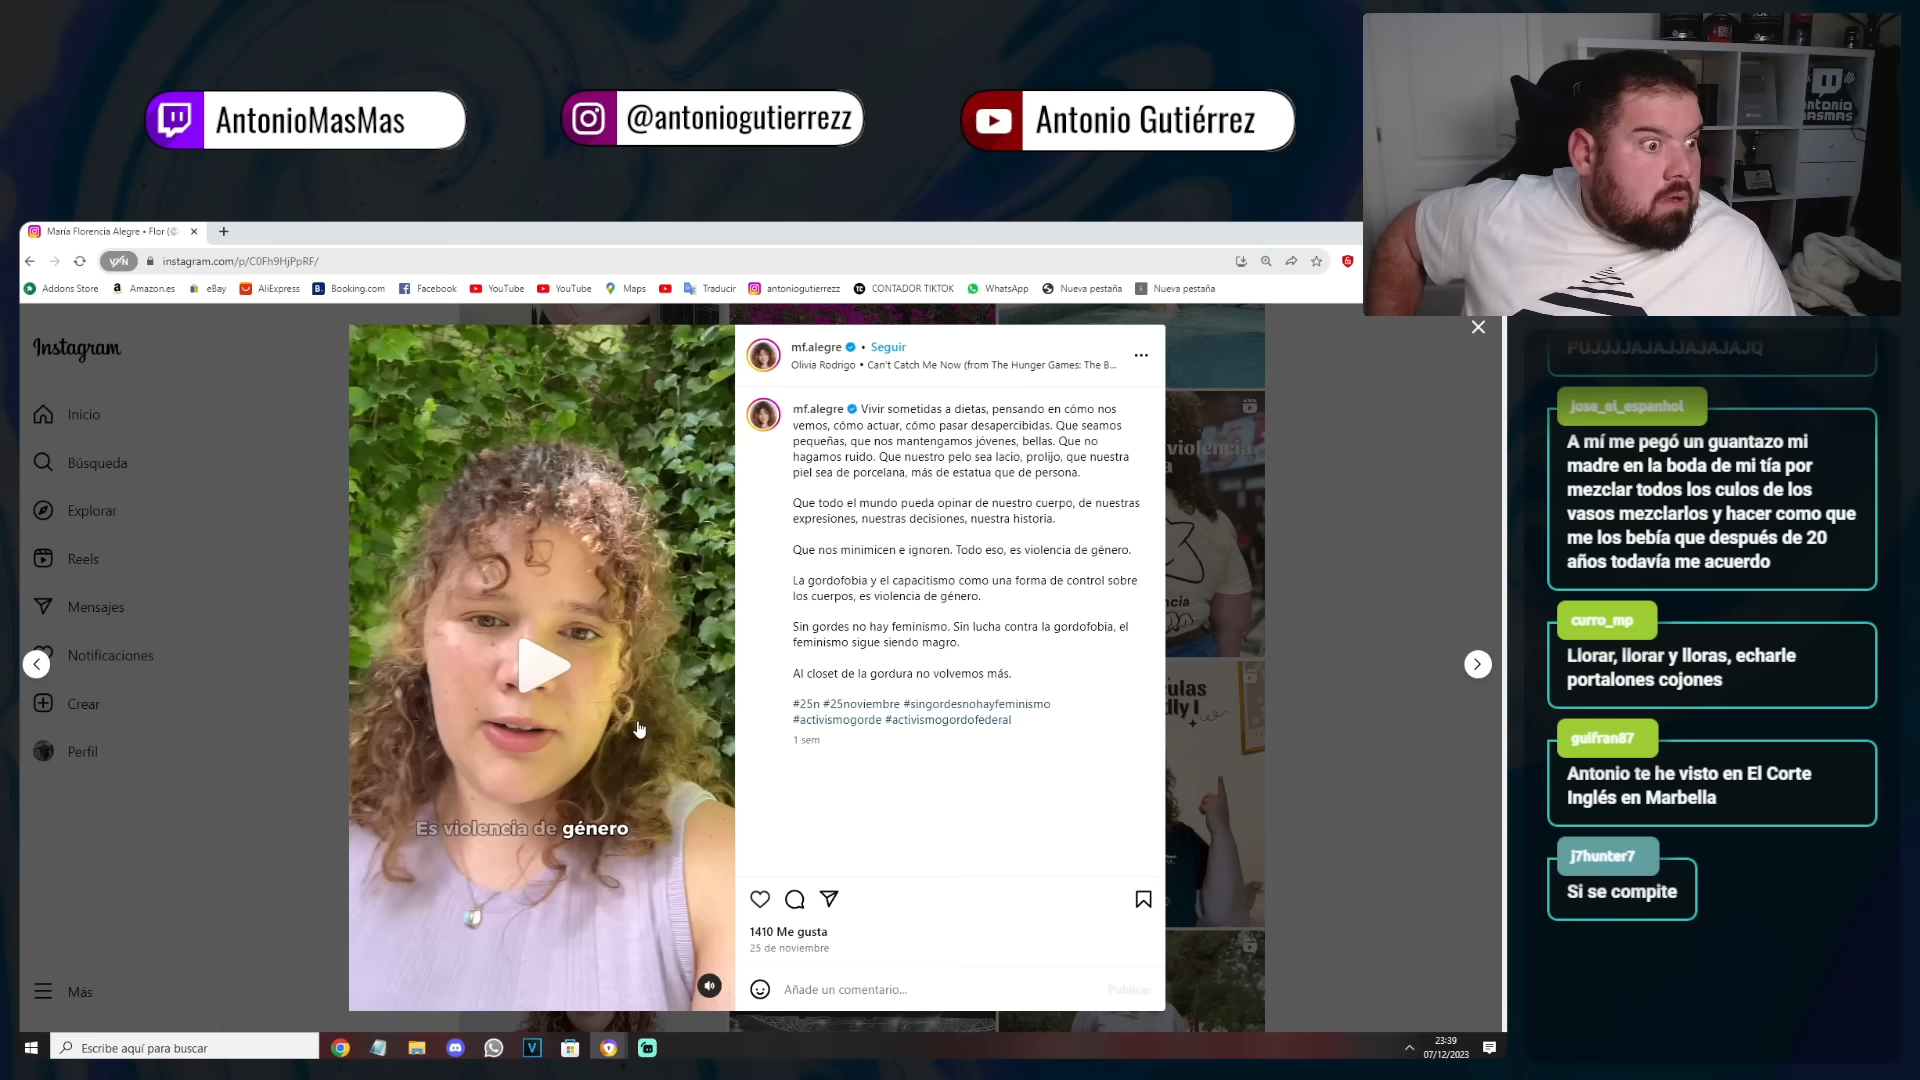 AntonioMasMas
@antoniogutierrezz
Antonio Gutiérrez
antonio
MASMAS
María Florencia Alegre • Flor (@
VPN
instagram.com/p/C0Fh9HjPpRF/
Addons Store
Amazon.es
eBay
AliExpress
Booking.com
Facebook
YouTube
YouTube
Maps
Traducir
antoniogutierrezz
CONTADOR TIKTOK
WhatsApp
Nueva pestaña
Nueva pestaña
Instagram
Inicio
Búsqueda
Explorar
Reels
Mensajes
Notificaciones
Crear
Perfil
Más
Es violencia de género
mf.alegre • Seguir
Olivia Rodrigo • Can't Catch Me Now (from The Hunger Games: The B...
mf.alegre Vivir sometidas a dietas, pensando en cómo nos
vemos, cómo actuar, cómo pasar desapercibidas. Que seamos
pequeñas, que nos mantengamos jóvenes, bellas. Que no
hagamos ruido. Que nuestro pelo sea lacio, prolijo, que nuestra
piel sea de porcelana, más de estatua que de persona.
Que todo el mundo pueda opinar de nuestro cuerpo, de nuestras
expresiones, nuestras decisiones, nuestra historia.
Que nos minimicen e ignoren. Todo eso, es violencia de género.
La gordofobia y el capacitismo como una forma de control sobre
los cuerpos, es violencia de género.
Sin gordes no hay feminismo. Sin lucha contra la gordofobia, el
feminismo sigue siendo magro.
Al closet de la gordura no volvemos más.
#25n #25noviembre #singordesnohayfeminismo
#activismogorde #activismogordofederal
1 sem
1410 Me gusta
25 de noviembre
Añade un comentario...
Publicar
violencia
a
ncia
ulas
dly I
PUJJJJAJAJJAJAJAJAJQ
jose_el_espanhol
A mí me pegó un guantazo mi
madre en la boda de mi tía por
mezclar todos los culos de los
vasos mezclarlos y hacer como que
me los bebía que después de 20
años todavía me acuerdo
curro_mp
Llorar, llorar y lloras, echarle
portalones cojones
guifran87
Antonio te he visto en El Corte
Inglés en Marbella
j7hunter7
Si se compite
Escribe aquí para buscar
23:39
07/12/2023